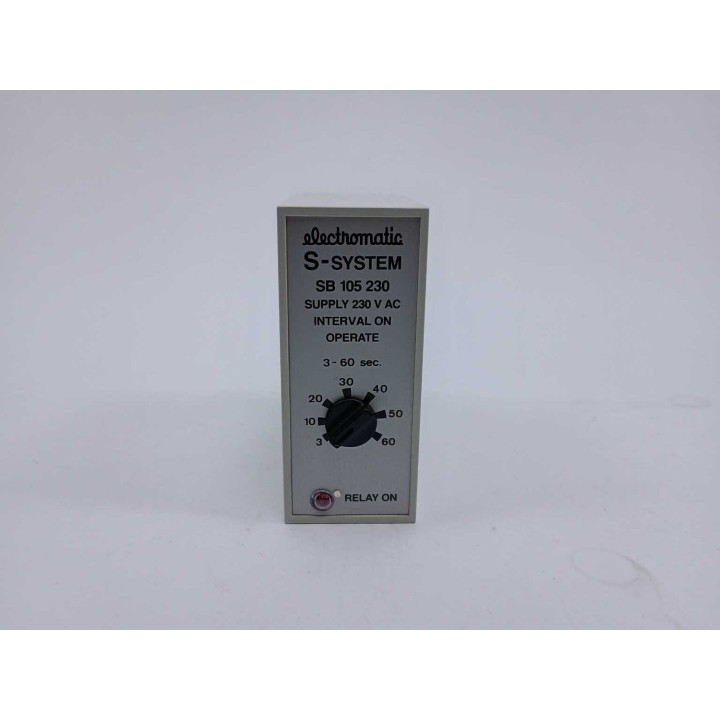 electromatic
S-SYSTEM
SB 105 230
SUPPLY 230 V AC
INTERVAL ON
OPERATE
3 - 60 sec.
30
20 40
10 50
3 60
RELAY ON